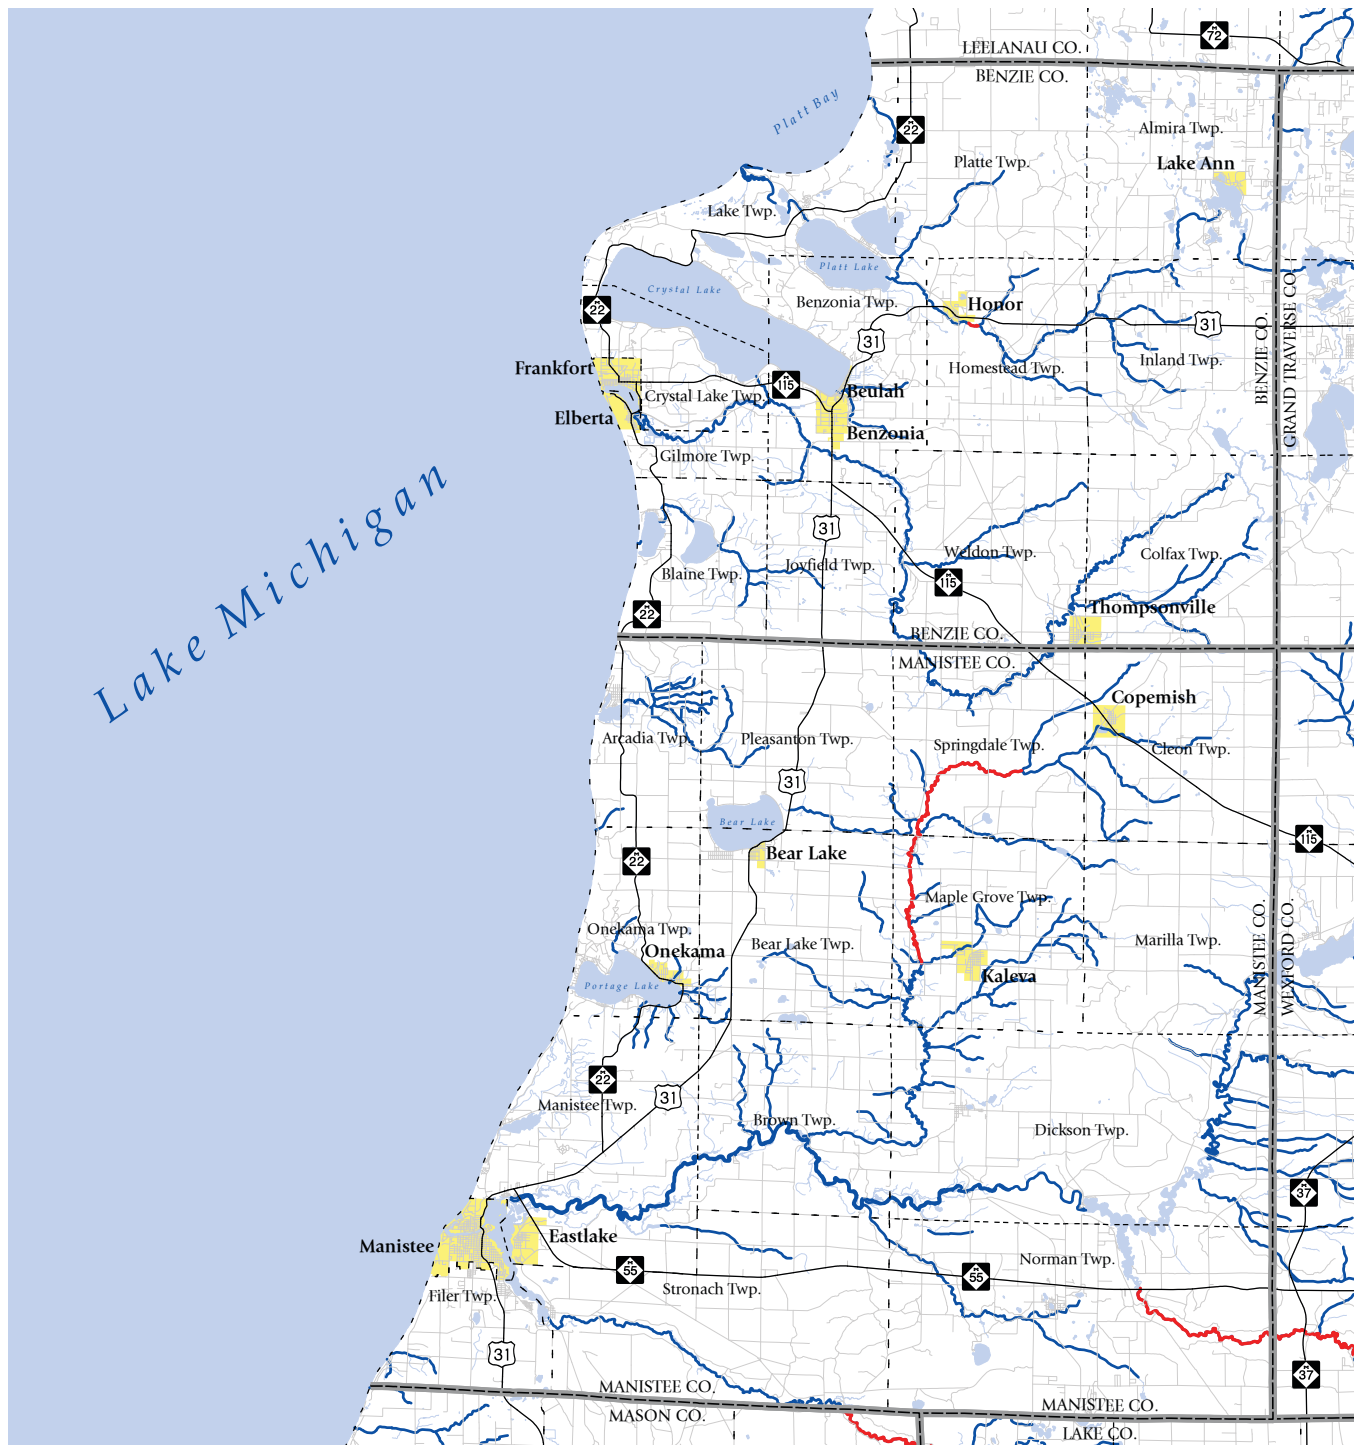 M 72
LEELANAU CO.
BENZIE CO.
Platt Bay
M 22
Almira Twp.
Platte Twp.
Lake Ann
Lake Twp.
Platt Lake
Crystal Lake
Benzonia Twp.
Honor
M 22
31
31
BENZIE CO.
GRAND TRAVERSE CO.
Inland Twp.
Homestead Twp.
Frankfort
M 115
Beulah
Crystal Lake Twp.
Elberta
Benzonia
Gilmore Twp.
Lake Michigan
31
Weldon Twp.
Colfax Twp.
Joyfield Twp.
Blaine Twp.
M 115
M 22
Thompsonville
BENZIE CO.
MANISTEE CO.
Copemish
Arcadia Twp.
Pleasanton Twp.
Springdale Twp.
Cleon Twp.
31
Bear Lake
M 115
Bear Lake
M 22
Maple Grove Twp.
Onekama Twp.
Bear Lake Twp.
Marilla Twp.
MANISTEE CO.
WEXFORD CO.
Onekama
Kaleva
Portage Lake
M 22
31
Manistee Twp.
Brown Twp.
Dickson Twp.
M 37
Eastlake
Manistee
Norman Twp.
M 55
M 55
Stronach Twp.
Filer Twp.
31
M 37
MANISTEE CO.
MASON CO.
MANISTEE CO.
LAKE CO.